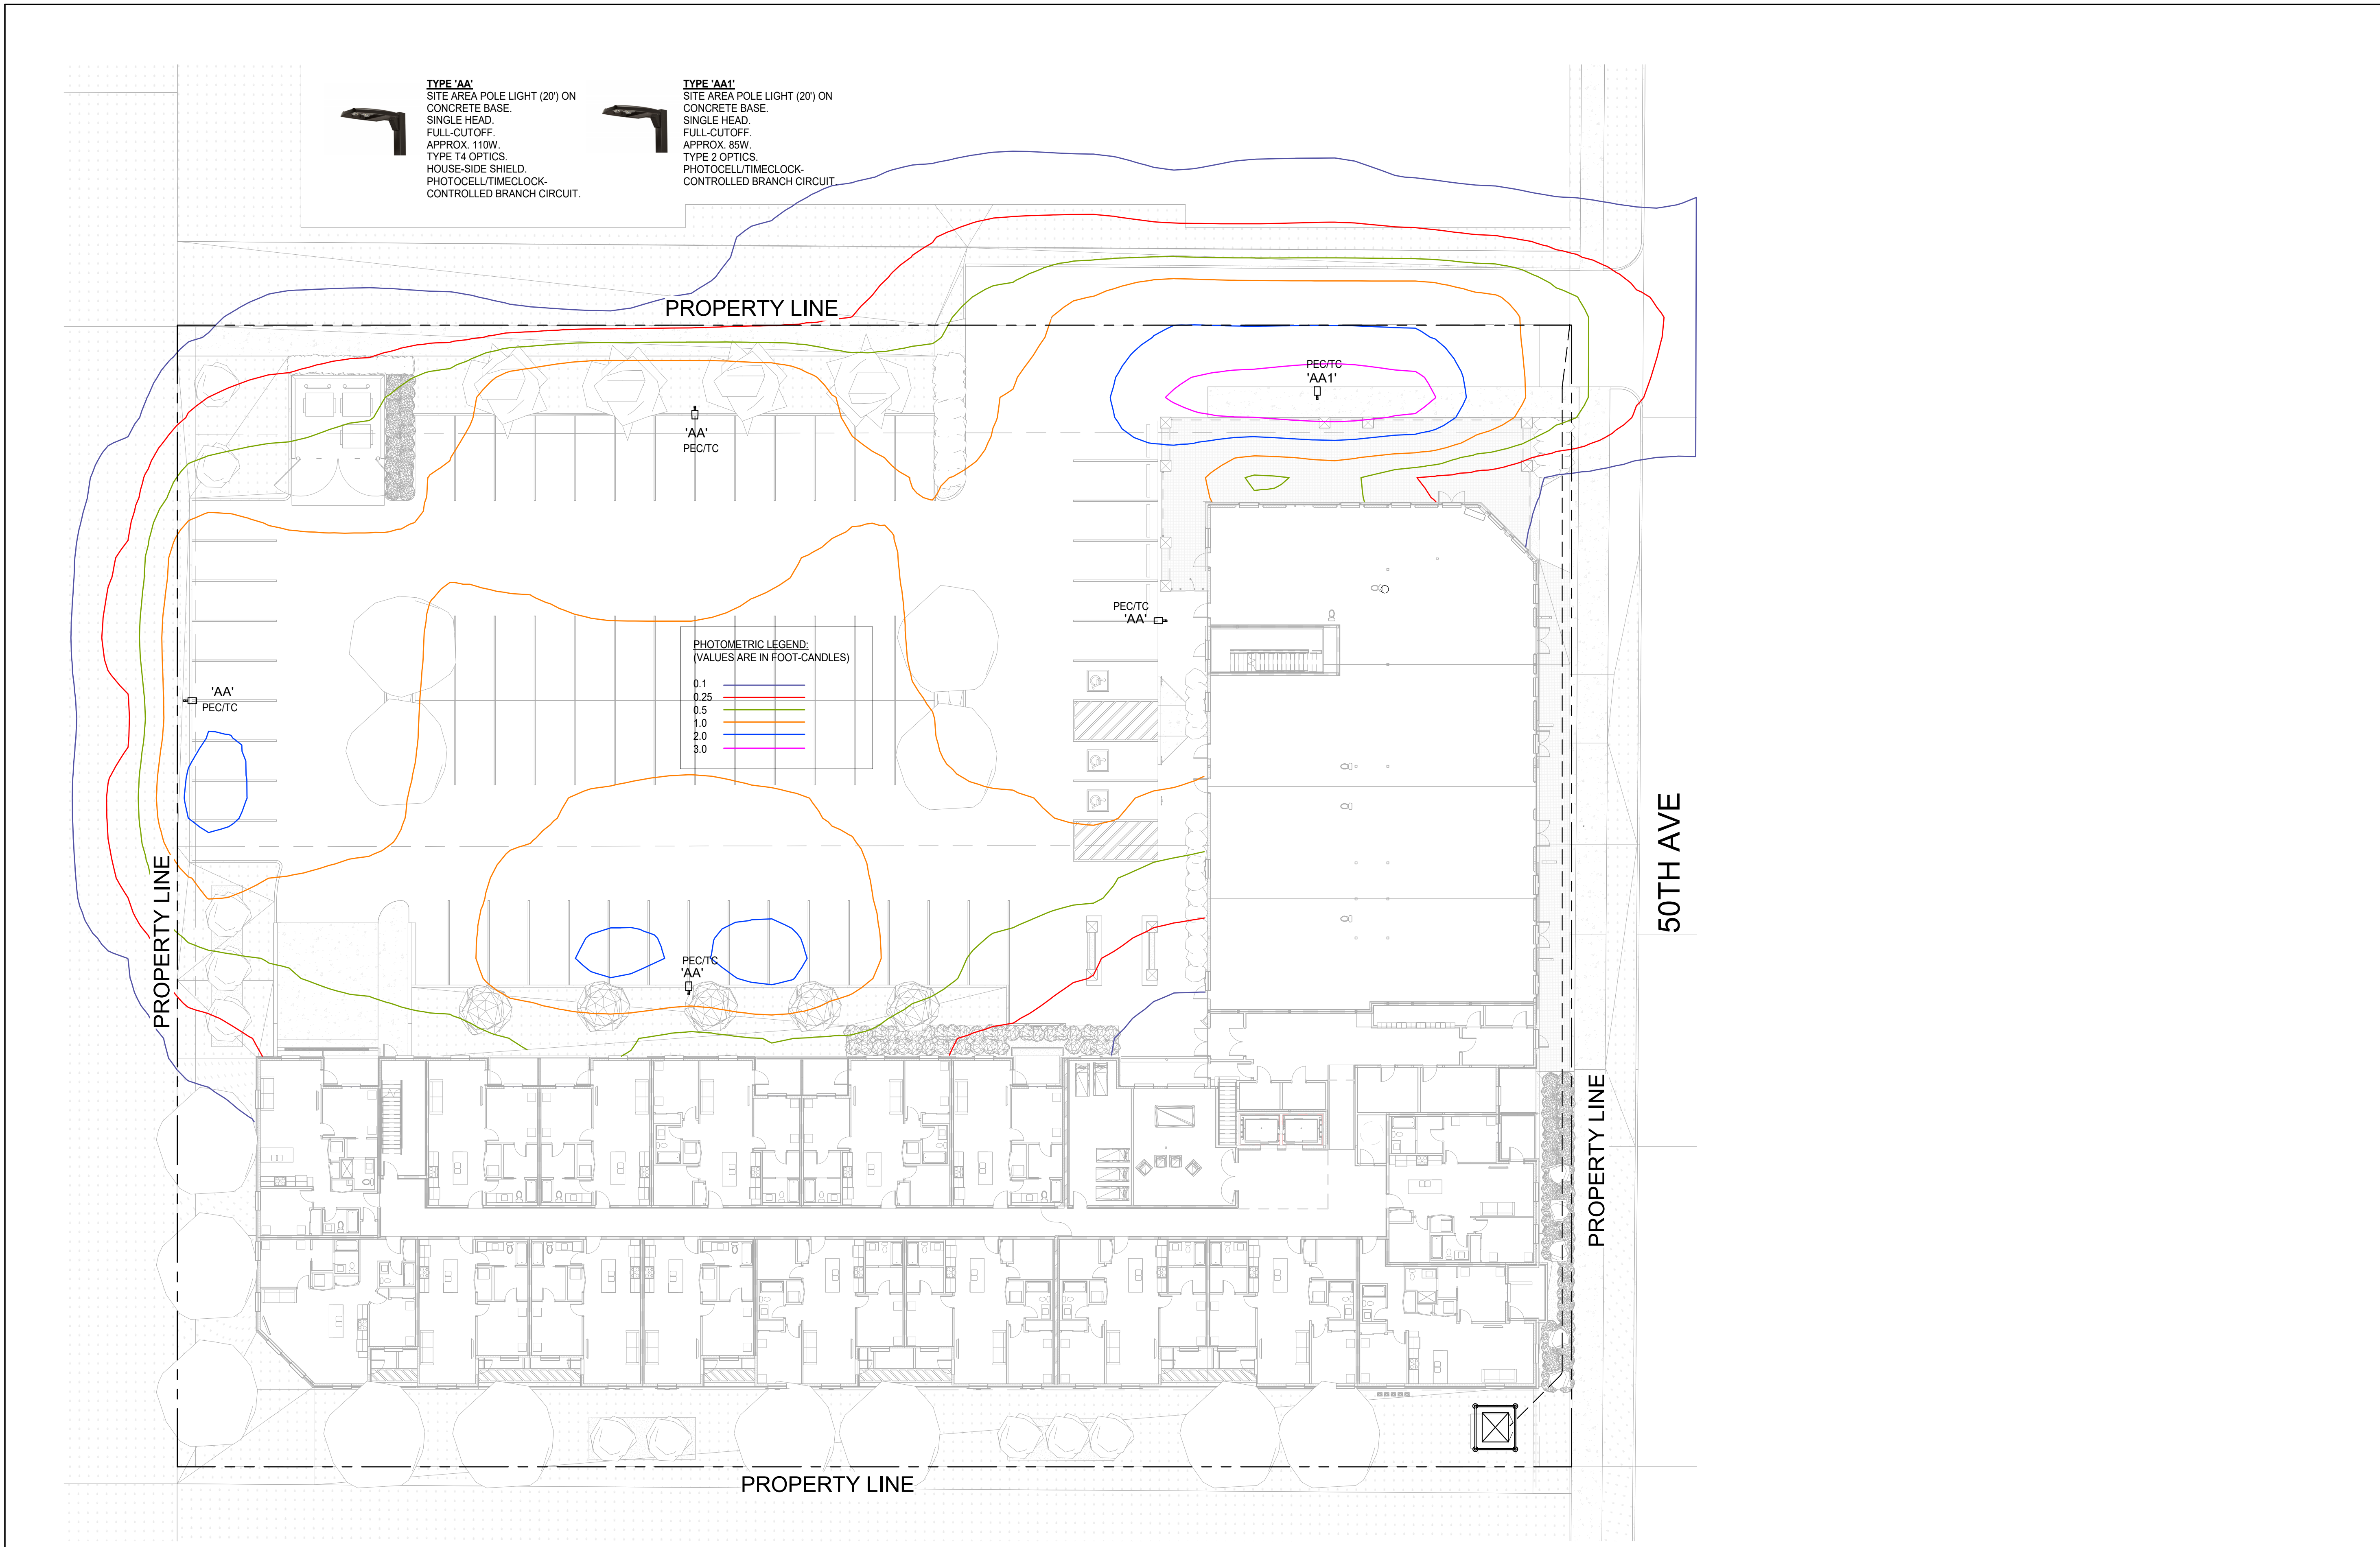 TYPE 'AA'
SITE AREA POLE LIGHT (20') ON
CONCRETE BASE.
SINGLE HEAD.
FULL-CUTOFF.
APPROX. 110W.
TYPE T4 OPTICS.
HOUSE-SIDE SHIELD.
PHOTOCELL/TIMECLOCK-
CONTROLLED BRANCH CIRCUIT.
TYPE 'AA1'
SITE AREA POLE LIGHT (20') ON
CONCRETE BASE.
SINGLE HEAD.
FULL-CUTOFF.
APPROX. 85W.
TYPE 2 OPTICS.
PHOTOCELL/TIMECLOCK-
CONTROLLED BRANCH CIRCUIT.
PROPERTY LINE
PEC/TC
'AA1'
'AA'
PEC/TC
PEC/TC
'AA'
PHOTOMETRIC LEGEND:
(VALUES ARE IN FOOT-CANDLES)
0.1
0.25
0.5
1.0
2.0
3.0
'AA'
PEC/TC
PROPERTY LINE
50TH AVE
PEC/TC
'AA'
PROPERTY LINE
PROPERTY LINE